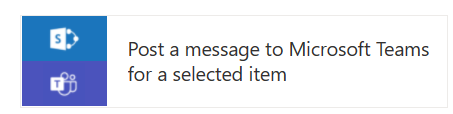 S
T
Post a message to Microsoft Teams
for a selected item